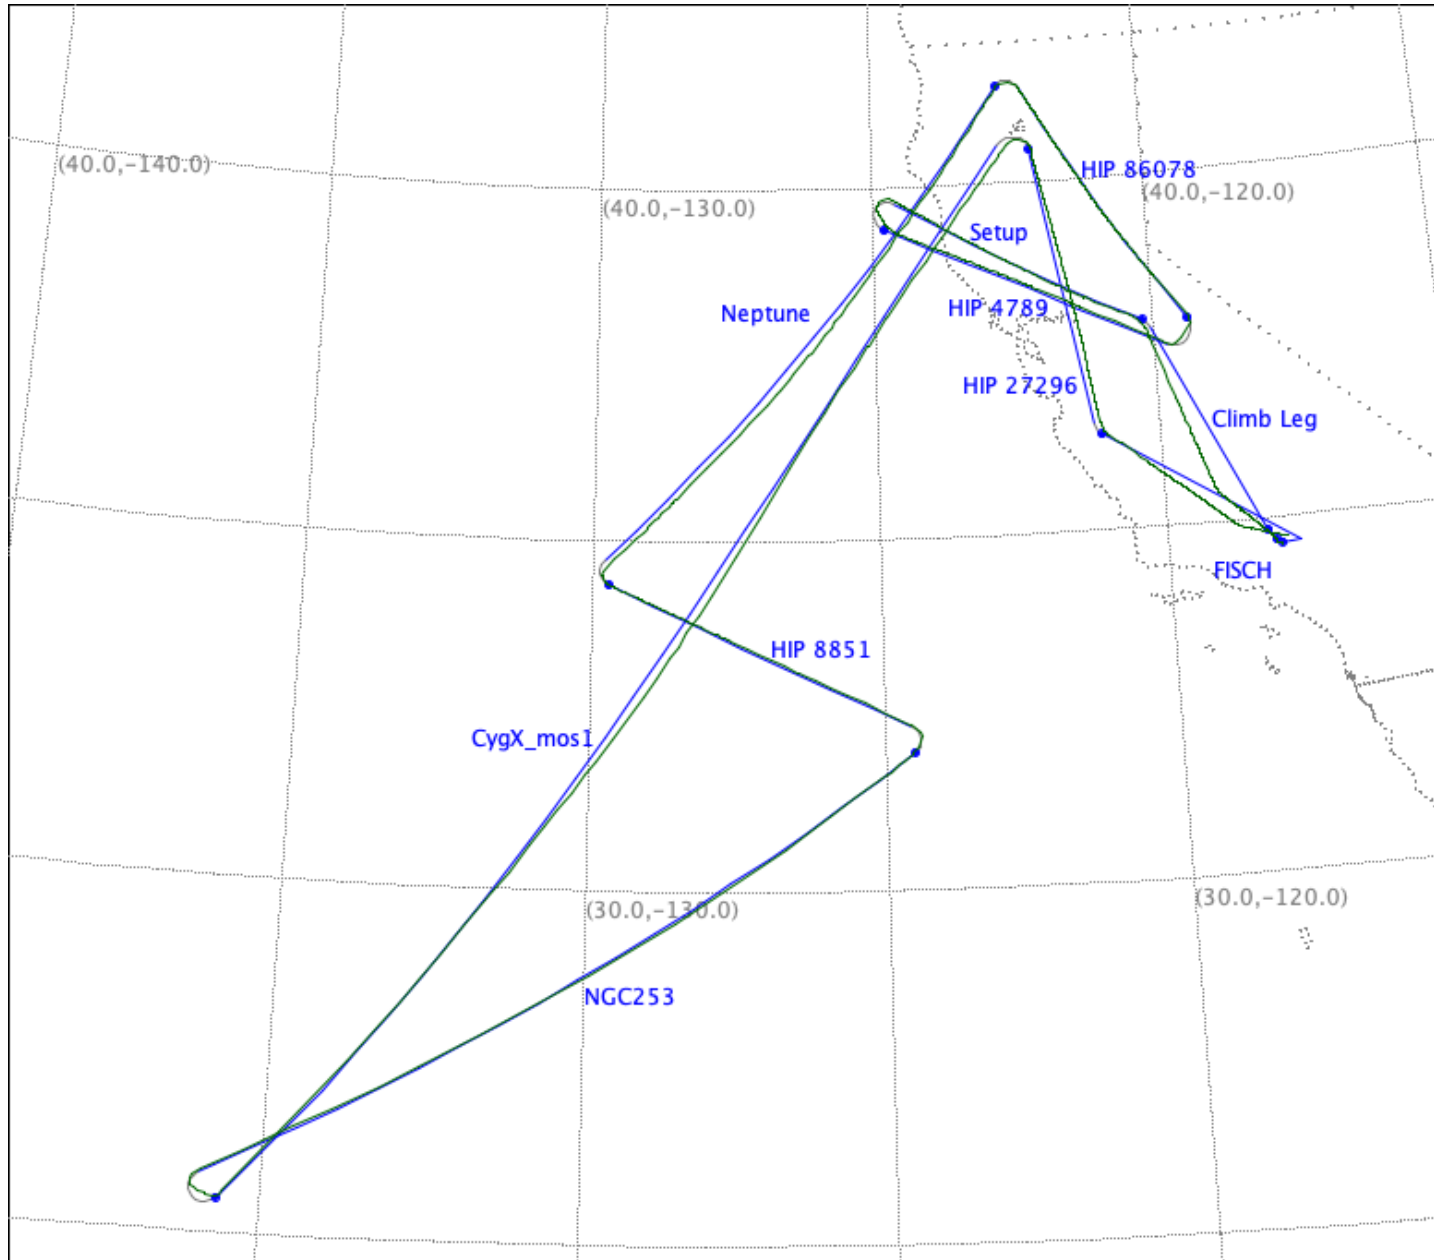 (40.0,-140.0)
HIP 86078
(40.0,-120.0)
(40.0,-130.0)
Setup
Neptune
HIP 4789
HIP 27296
Climb Leg
FISCH
HIP 8851
CygX_mos1
(30.0,-120.0)
(30.0,-130.0)
NGC253